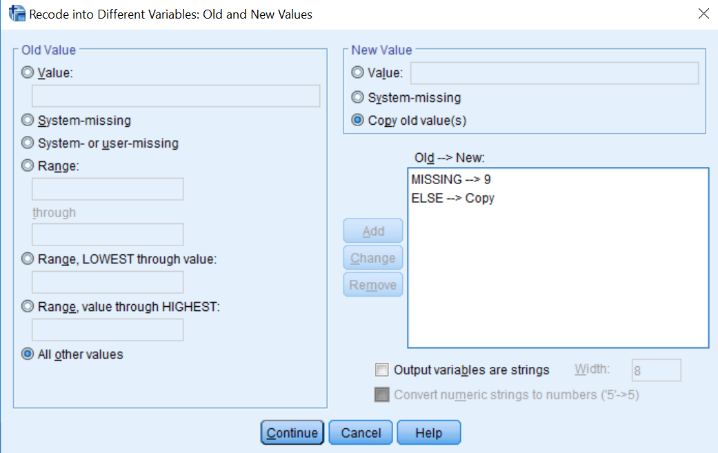 Recode into Different Variables: Old and New Values
Old Value
Value:
System-missing
System- or user-missing
Range:
through
Range, LOWEST through value:
Range, value through HIGHEST:
All other values
New Value
Value:
System-missing
Copy old value(s)
Old --> New:
MISSING --> 9
ELSE --> Copy
Add
Change
Remove
Output variables are strings Width: 8
Convert numeric strings to numbers ('5'->5)
Continue Cancel Help